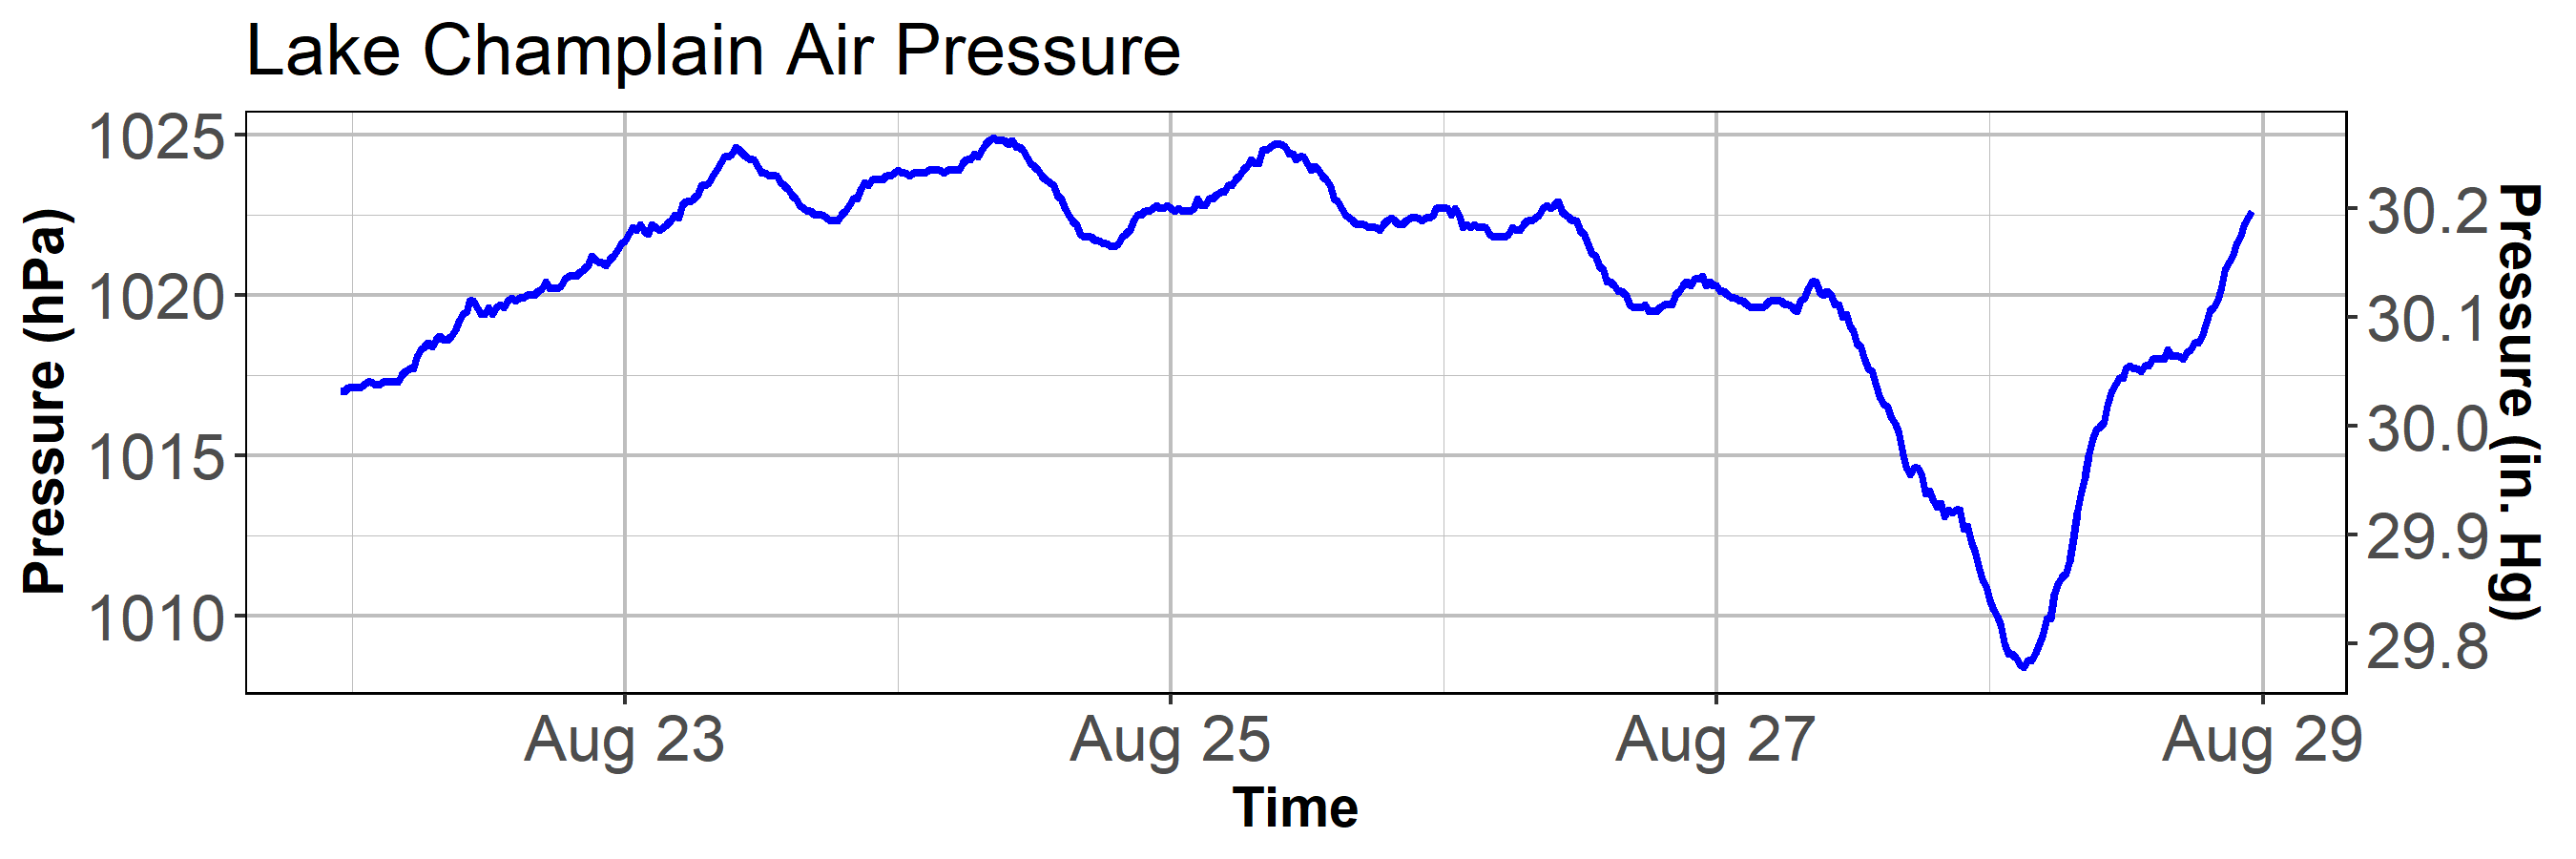 Lake Champlain Air Pressure
1025
1020
1015
1010
Pressure (hPa)
30.2
30.1
30.0
29.9
29.8
Pressure (in. Hg)
Aug 23
Aug 25
Aug 27
Aug 29
Time